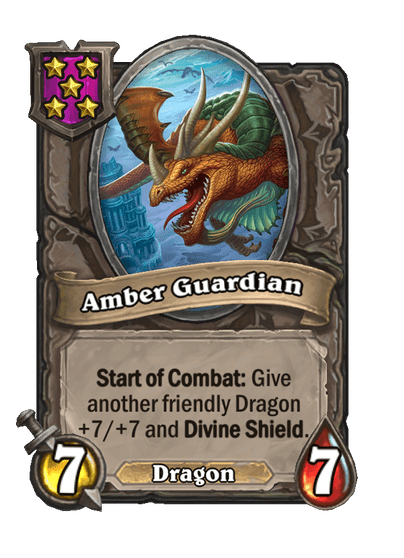 Amber Guardian
Start of Combat: Give
another friendly Dragon
+7/+7 and Divine Shield.
7
Dragon
7